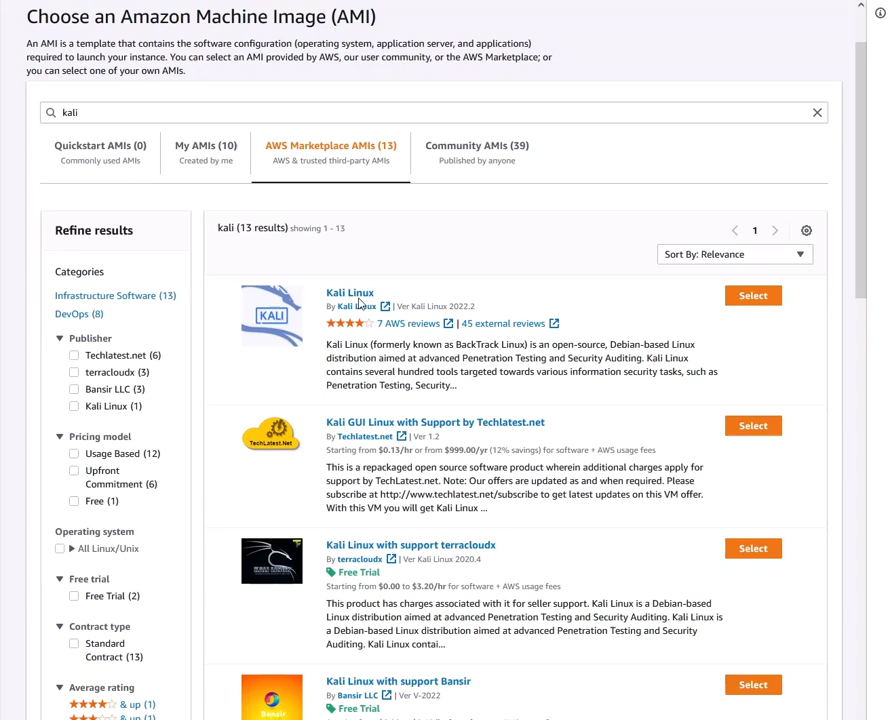 Choose an Amazon Machine Image (AMI)
An AMI is a template that contains the software configuration (operating system, application server, and applications)
required to launch your instance. You can select an AMI provided by AWS, our user community, or the AWS Marketplace; or
you can select one of your own AMIs.
kali
Quickstart AMIs (0)
Commonly used AMIs
My AMIs (10)
Created by me
AWS Marketplace AMIs (13)
AWS & trusted third-party AMIs
Community AMIs (39)
Published by anyone
Refine results
Categories
Infrastructure Software (13)
DevOps (8)
Publisher
Techlatest.net (6)
terracloudx (3)
Bansir LLC (3)
Kali Linux (1)
Pricing model
Usage Based (12)
Upfront
Commitment (6)
Free (1)
Operating system
All Linux/Unix
Free trial
Free Trial (2)
Contract type
Standard
Contract (13)
Average rating
& up (1)
& up (1)
kali (13 results) showing 1 - 13
1
Sort By: Relevance
KALI
Kali Linux
By Kali Linux | Ver Kali Linux 2022.2
7 AWS reviews | 45 external reviews
Kali Linux (formerly known as BackTrack Linux) is an open-source, Debian-based Linux
distribution aimed at advanced Penetration Testing and Security Auditing. Kali Linux
contains several hundred tools targeted towards various information security tasks, such as
Penetration Testing, Security...
Select
TechLatest.Net
Kali GUI Linux with Support by Techlatest.net
By Techlatest.net | Ver 1.2
Starting from $0.13/hr or from $999.00/yr (12% savings) for software + AWS usage fees
This is a repackaged open source software product wherein additional charges apply for
support by TechLatest.net. Note: Our offers are updated as and when required. Please
subscribe at http://www.techlatest.net/subscribe to get latest updates on this VM offer.
With this VM you will get Kali Linux ...
Select
Kali Linux with support terracloudx
By terracloudx | Ver Kali Linux 2020.4
Free Trial
Starting from $0.00 to $3.20/hr for software + AWS usage fees
This product has charges associated with it for seller support. Kali Linux is a Debian-based
Linux distribution aimed at advanced Penetration Testing and Security Auditing. Kali Linux is
a Debian-based Linux distribution aimed at advanced Penetration Testing and Security
Auditing. Kali Linux contai...
Select
Bansir
Kali Linux with support Bansir
By Bansir LLC | Ver V-2022
Free Trial
Select